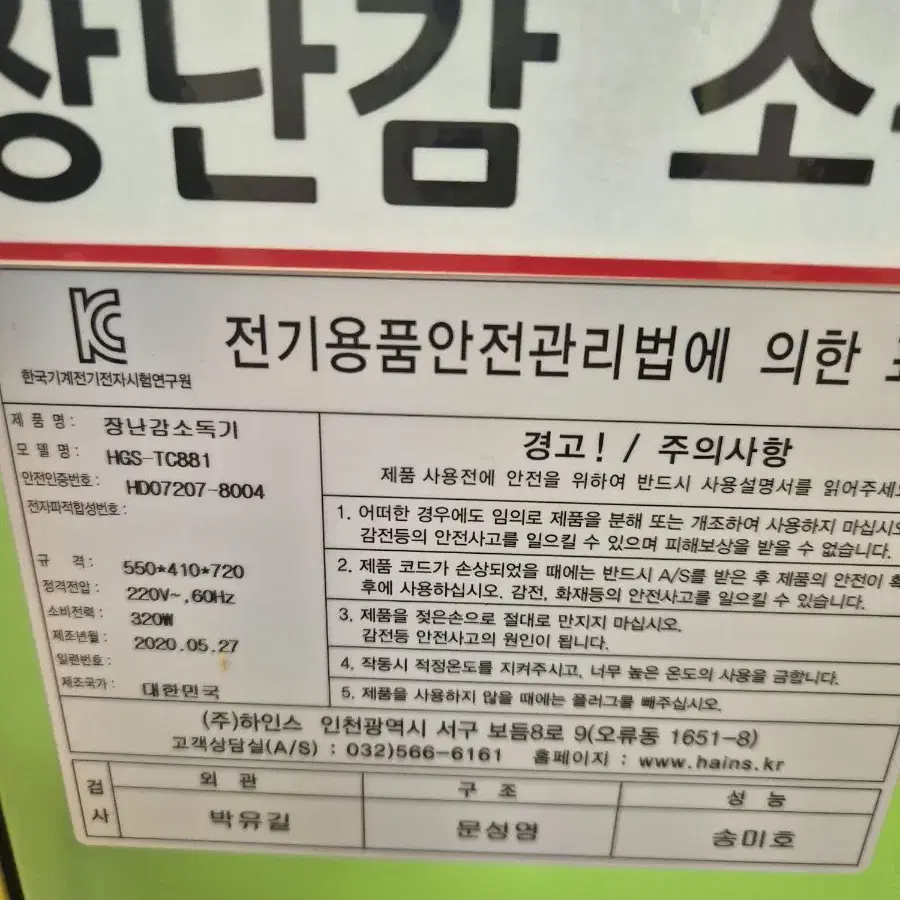 장난감 소
KC
한국기계전기전자시험연구원
전기용품안전관리법에 의한
제 품 명 : 장난감소독기
모 델 명 : HGS-TC881
안전인증번호 : HD07207-8004
전자파적합성번호 :
규 격 : 550*410*720
정격전압 : 220V~,60Hz
소비전력 : 320W
제조년월 : 2020.05.27
일련번호 :
제조국가 : 대한민국
경고! / 주의사항
제품 사용전에 안전을 위하여 반드시 사용설명서를 읽어주세
1. 어떠한 경우에도 임의로 제품을 분해 또는 개조하여 사용하지 마십시오
감전등의 안전사고를 일으킬 수 있으며 피해보상을 받을 수 없습니다.
2. 제품 코드가 손상되었을 때에는 반드시 A/S를 받은 후 제품의 안전이 확
후에 사용하십시오. 감전, 화재등의 안전사고를 일으킬 수 있습니다.
3. 제품을 젖은손으로 절대로 만지지 마십시오.
감전등 안전사고의 원인이 됩니다.
4. 작동시 적정온도를 지켜주시고, 너무 높은 온도의 사용을 금합니다.
5. 제품을 사용하지 않을 때에는 플러그를 빼주십시오.
(주)하인스 인천광역시 서구 보듬8로 9(오류동 1651-8)
고객상담실(A/S) : 032)566-6161 홈페이지 : www.hains.kr
검사 외 관 구 조 성 능
박유길 문성영 송미호